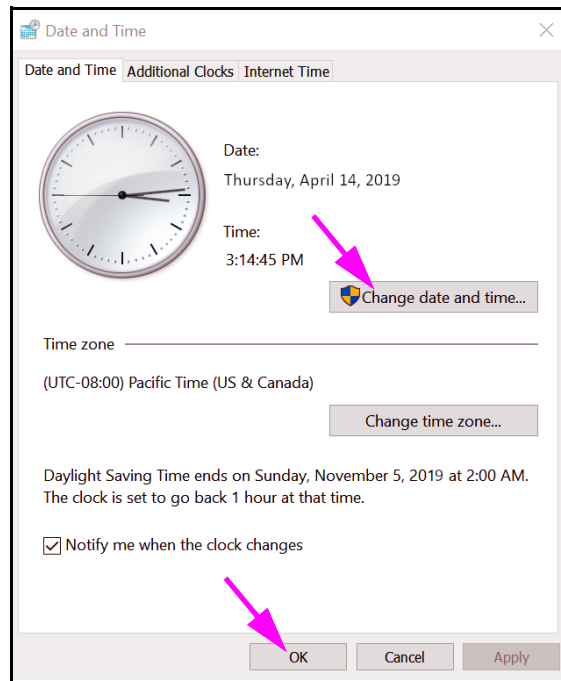 Date and Time
Date and Time Additional Clocks Internet Time
Date:
Thursday, April 14, 2019
Time:
3:14:45 PM
Change date and time...
Time zone
(UTC-08:00) Pacific Time (US & Canada)
Change time zone...
Daylight Saving Time ends on Sunday, November 5, 2019 at 2:00 AM.
The clock is set to go back 1 hour at that time.
Notify me when the clock changes
OK Cancel Apply